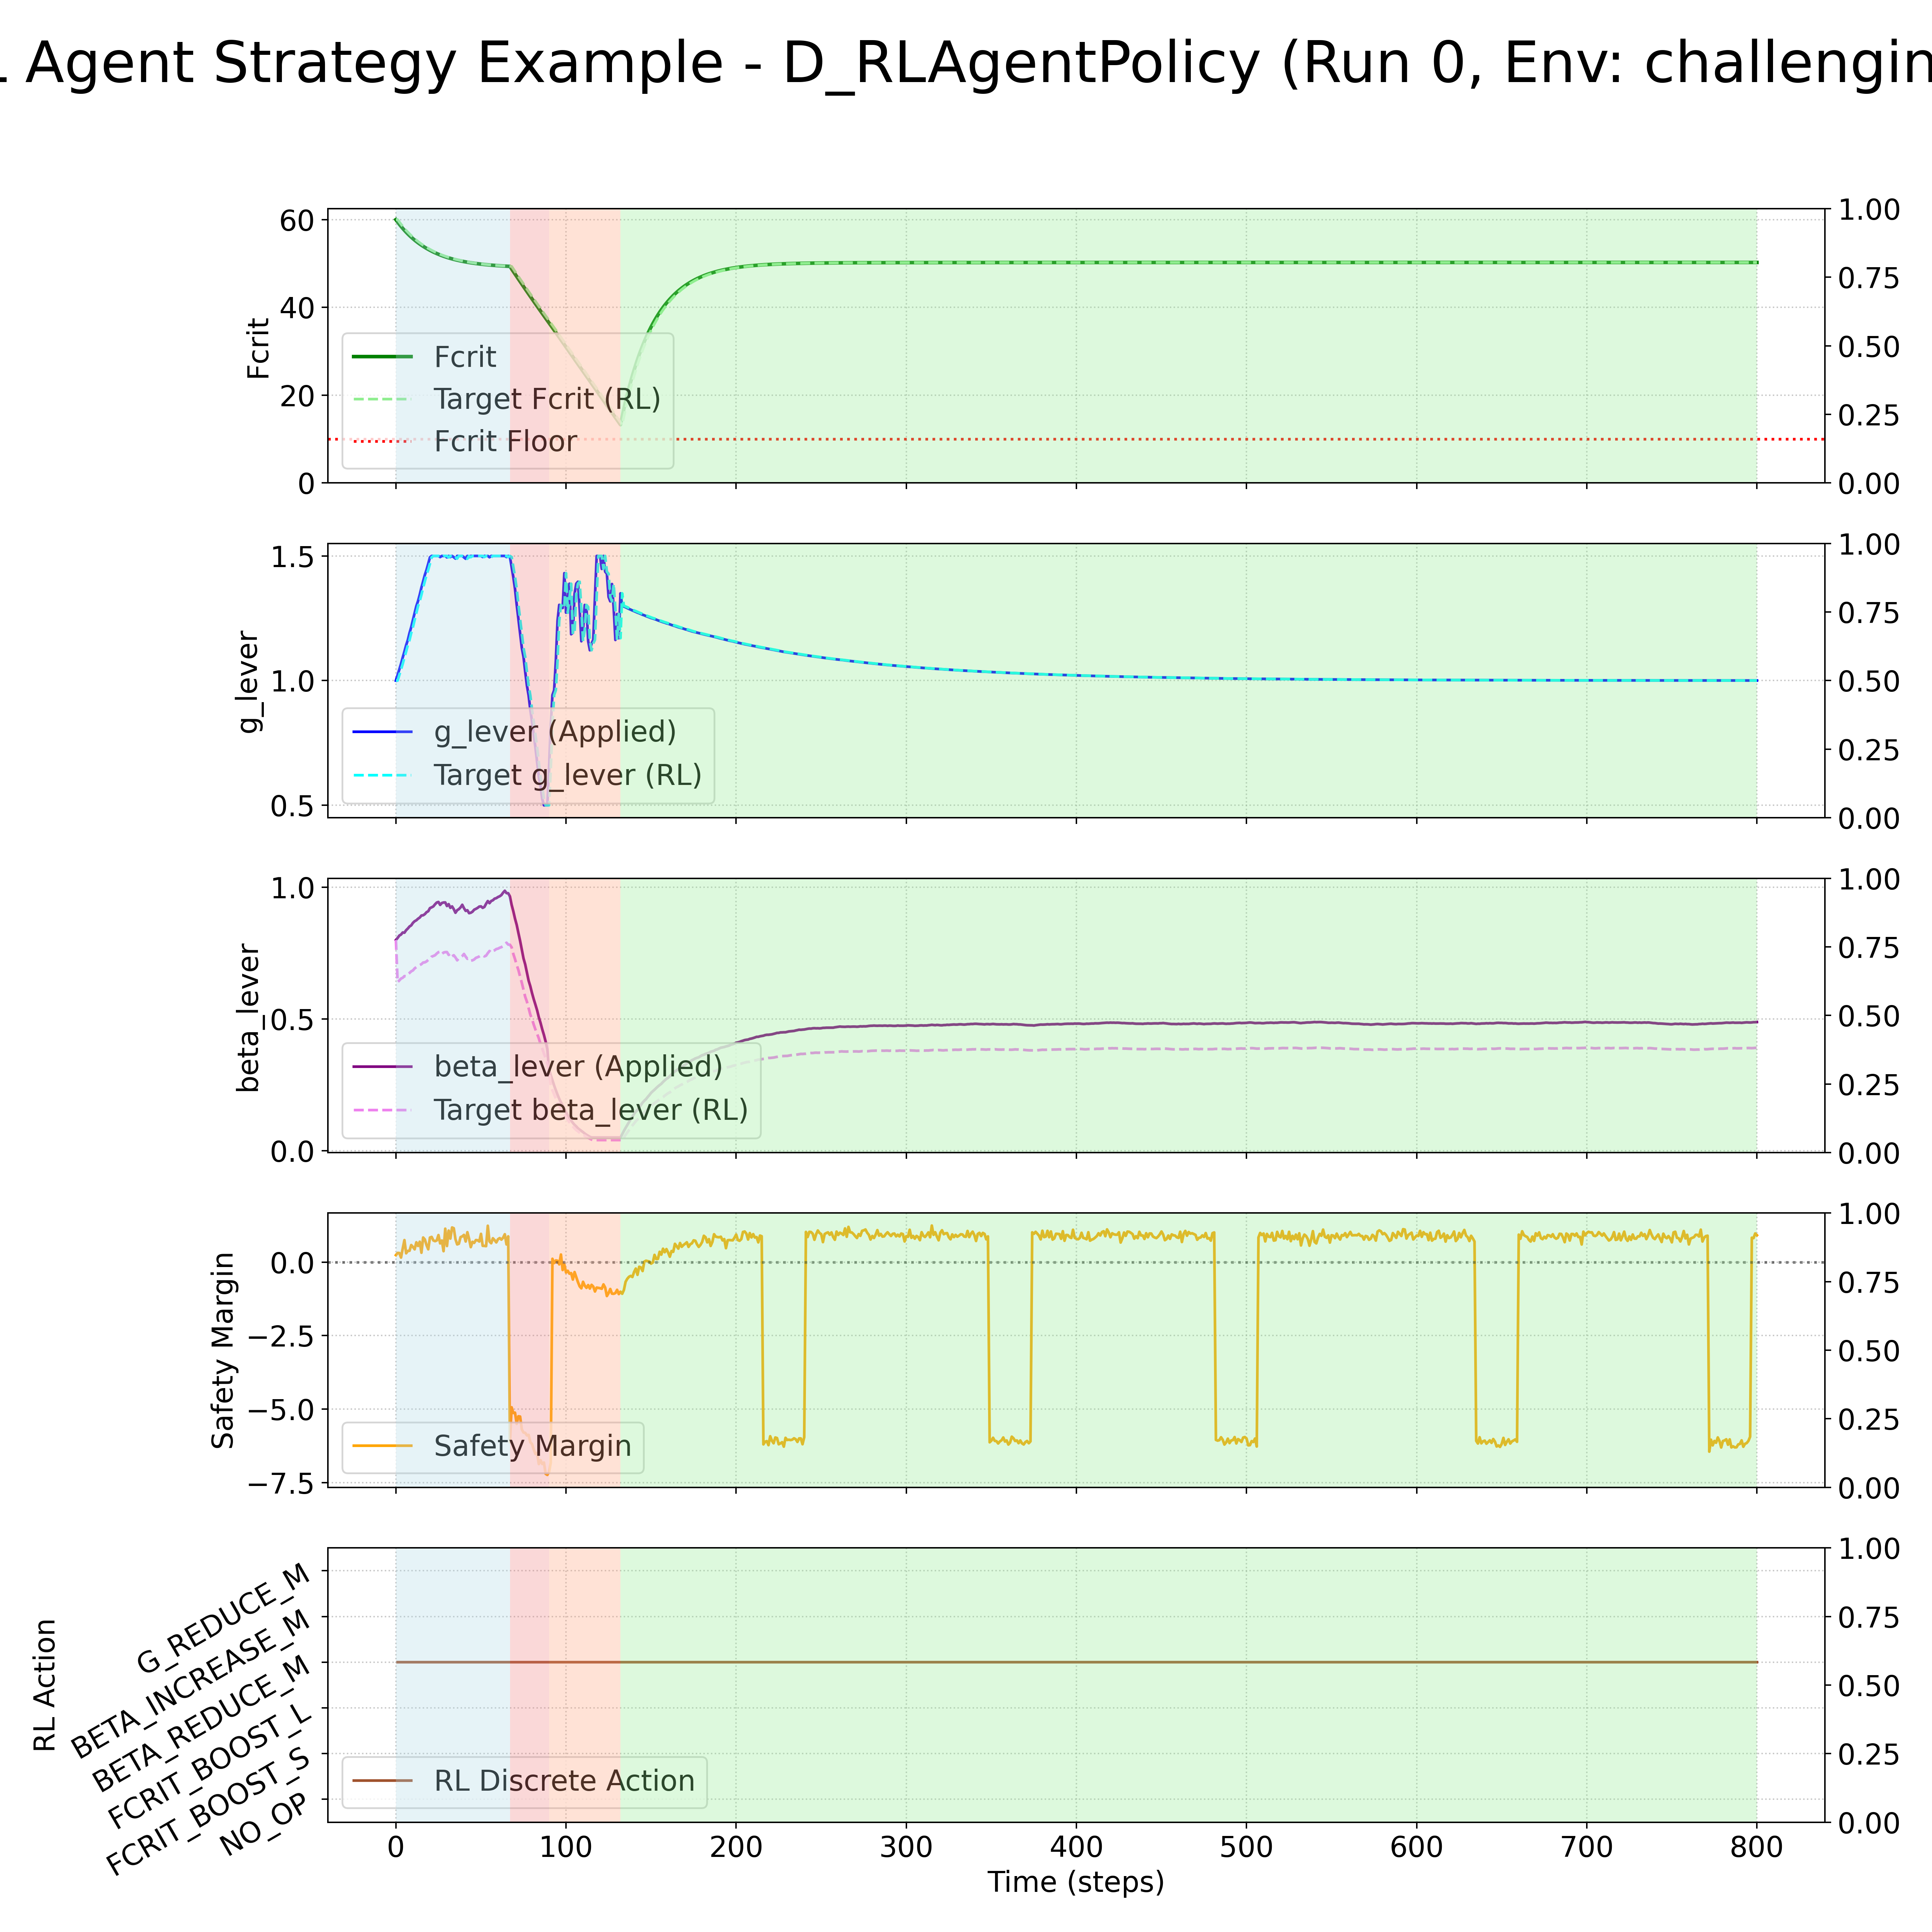 Agent Strategy Example - D_RLAgentPolicy (Run 0, Env: challengin
60
40
20
0
Fcrit
1.00
0.75
0.50
0.25
0.00
Fcrit
Target Fcrit (RL)
Fcrit Floor
1.5
1.0
0.5
g_lever
1.00
0.75
0.50
0.25
0.00
g_lever (Applied)
Target g_lever (RL)
1.0
0.5
0.0
beta_lever
1.00
0.75
0.50
0.25
0.00
beta_lever (Applied)
Target beta_lever (RL)
0.0
−2.5
−5.0
−7.5
Safety Margin
1.00
0.75
0.50
0.25
0.00
Safety Margin
G_REDUCE_M
BETA_INCREASE_M
BETA_REDUCE_M
FCRIT_BOOST_L
FCRIT_BOOST_S
NO_OP
RL Action
1.00
0.75
0.50
0.25
0.00
RL Discrete Action
0 100 200 300 400 500 600 700 800
Time (steps)